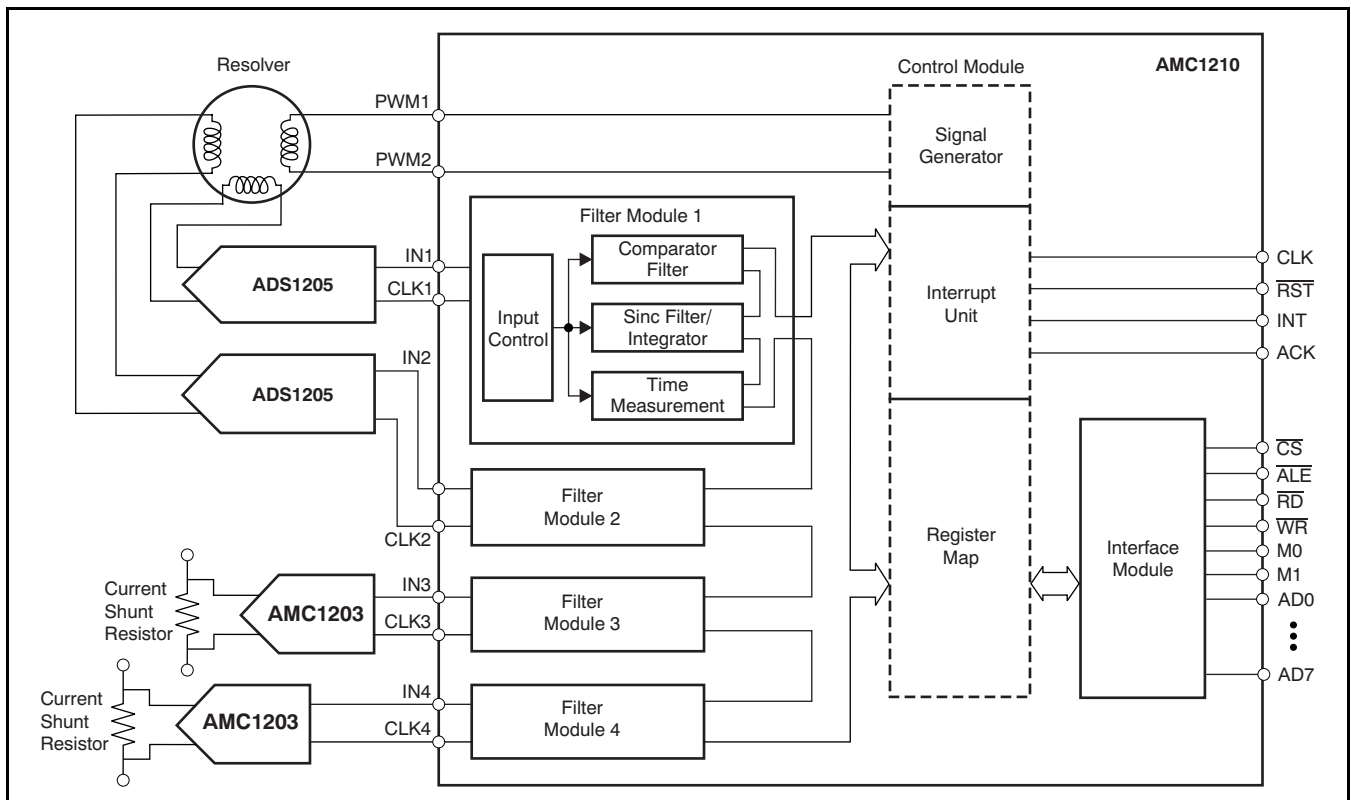 Resolver
Control Module
AMC1210
PWM1
Signal
Generator
PWM2
Filter Module 1
IN1
Comparator
Filter
CLK
ADS1205
CLK1
Input
Control
Sinc Filter/
Integrator
Interrupt
Unit
RST
INT
IN2
ACK
ADS1205
Time
Measurement
CS
ALE
RD
WR
M0
M1
AD0
AD7
Filter
Module 2
CLK2
Register
Map
Interface
Module
Current
Shunt
Resistor
AMC1203
IN3
CLK3
Filter
Module 3
Current
Shunt
Resistor
AMC1203
IN4
CLK4
Filter
Module 4